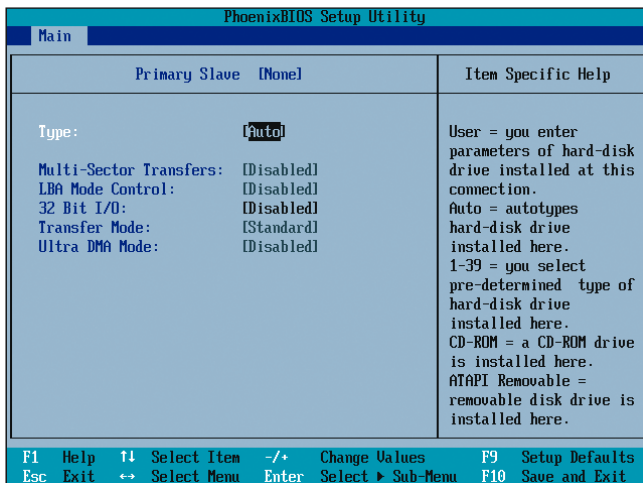 PhoenixBIOS Setup Utility
Main
Primary Slave [None]
Item Specific Help
Type: [Auto]
Multi-Sector Transfers: [Disabled]
LBA Mode Control: [Disabled]
32 Bit I/O: [Disabled]
Transfer Mode: [Standard]
Ultra DMA Mode: [Disabled]
User = you enter
parameters of hard-disk
drive installed at this
connection.
Auto = autotypes
hard-disk drive
installed here.
1-39 = you select
pre-determined type of
hard-disk drive
installed here.
CD-ROM = a CD-ROM drive
is installed here.
ATAPI Removable =
removable disk drive is
installed here.
F1 Help ↑↓ Select Item -/+ Change Values F9 Setup Defaults
Esc Exit ↔ Select Menu Enter Select ▶ Sub-Menu F10 Save and Exit